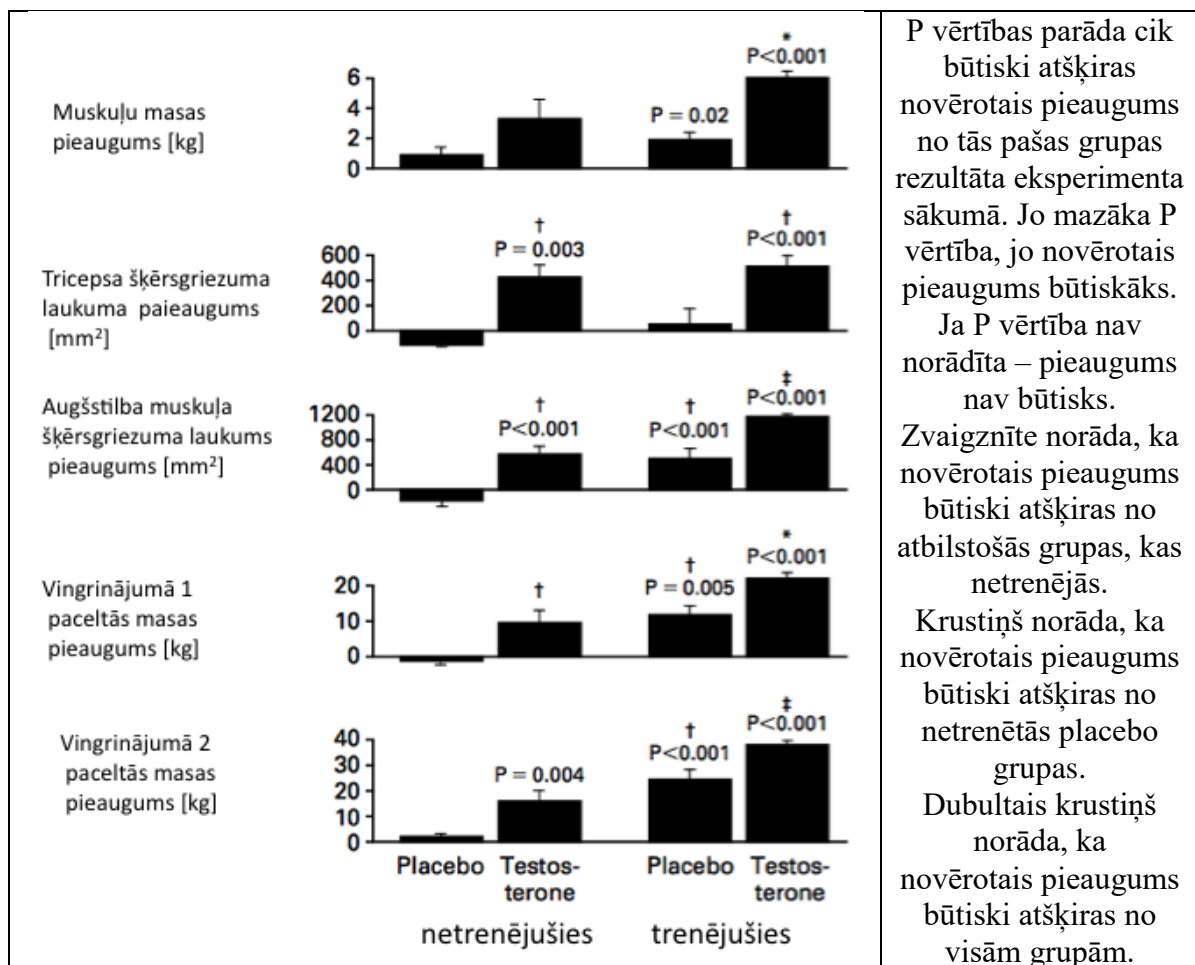 Muskuļu masas
pieaugums [kg]
6
4
2
0
P = 0.02
*
P<0.001
Tricepsa šķērsgriezuma
laukuma paieaugums
[mm²]
600
400
200
0
†
P = 0.003
†
P<0.001
Augšstilba muskuļa
šķērsgriezuma laukums
pieaugums [mm²]
1200
800
400
0
†
P<0.001
†
P<0.001
‡
P<0.001
Vingrinājumā 1
paceltās masas
pieaugums [kg]
20
10
0
†
†
P = 0.005
*
P<0.001
Vingrinājumā 2
paceltās masas
pieaugums [kg]
40
30
20
10
0
P = 0.004
†
P<0.001
‡
P<0.001
Placebo Testos-
terone
Placebo Testos-
terone
netrenējušies trenējušies
P vērtības parāda cik
būtiski atšķiras
novērotais pieaugums
no tās pašas grupas
rezultāta eksperimenta
sākumā. Jo mazāka P
vērtība, jo novērotais
pieaugums būtiskāks.
Ja P vērtība nav
norādīta – pieaugums
nav būtisks.
Zvaigznīte norāda, ka
novērotais pieaugums
būtiski atšķiras no
atbilstošās grupas, kas
netrenējās.
Krustiņš norāda, ka
novērotais pieaugums
būtiski atšķiras no
netrenētās placebo
grupas.
Dubultais krustiņš
norāda, ka
novērotais pieaugums
būtiski atšķiras no
visām grupām.